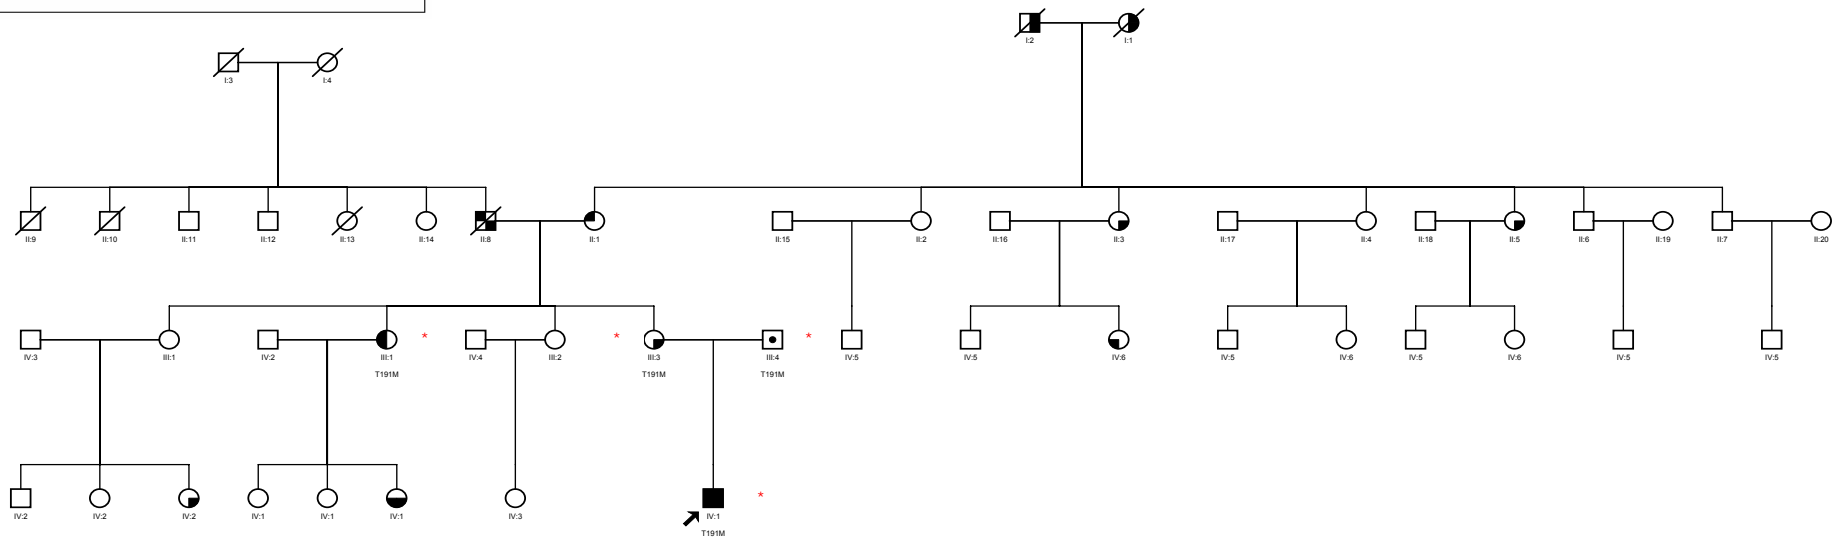 I:2 I:1
I:3 I:4
II:9 II:10 II:11 II:12 II:13 II:14 II:8 II:1 II:15 II:2 II:16 II:3 II:17 II:4 II:18 II:5 II:6 II:19 II:7 II:20
* * *
IV:3 III:1 IV:2 III:1 IV:4 III:2 III:3 III:4 IV:5 IV:5 IV:6 IV:5 IV:6 IV:5 IV:6 IV:5 IV:5
T191M T191M T191M
*
IV:2 IV:2 IV:2 IV:1 IV:1 IV:1 IV:3 IV:1
T191M